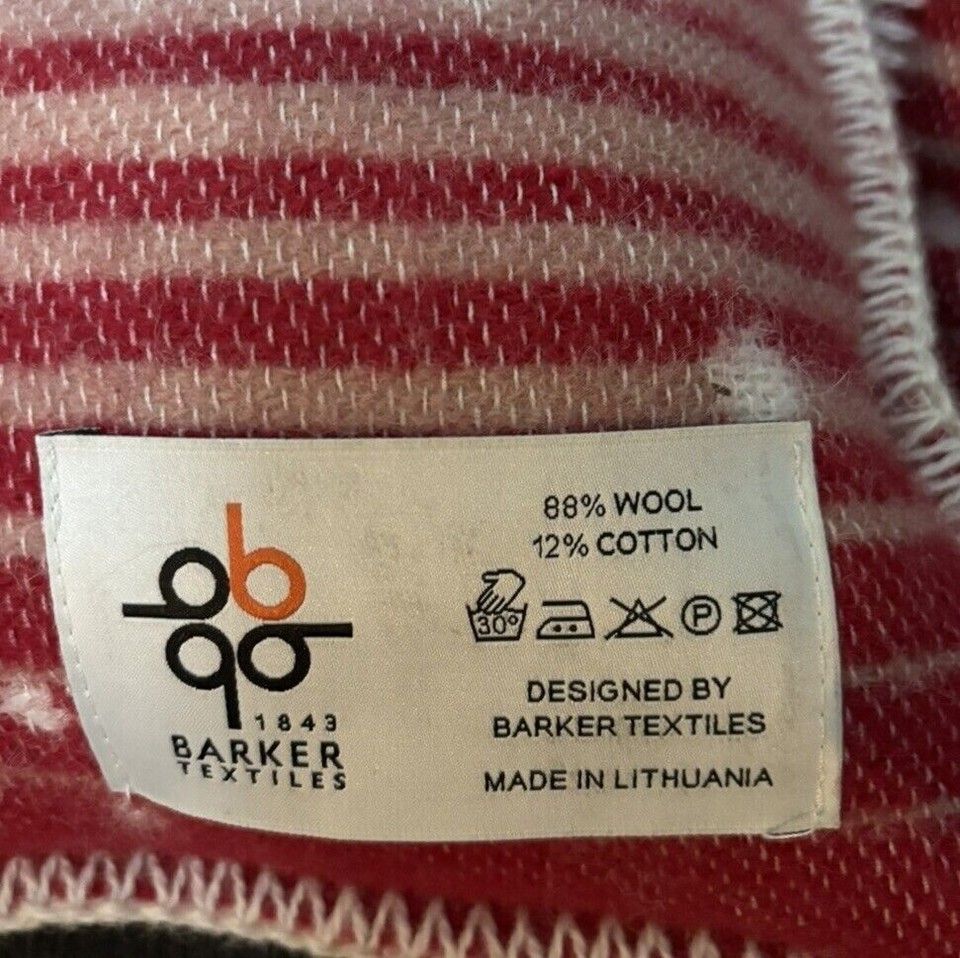 1843
BARKER
TEXTILES
88% WOOL
12% COTTON
30°
P
DESIGNED BY
BARKER TEXTILES
MADE IN LITHUANIA